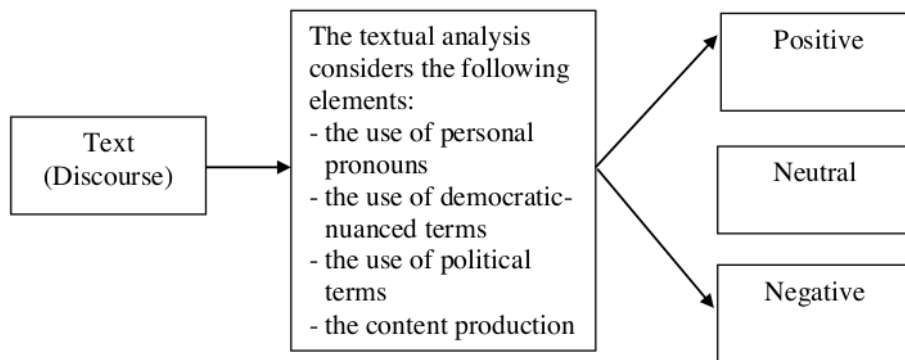 Text
(Discourse)
The textual analysis
considers the following
elements:
- the use of personal
pronouns
- the use of democratic-
nuanced terms
- the use of political
terms
- the content production
Positive
Neutral
Negative